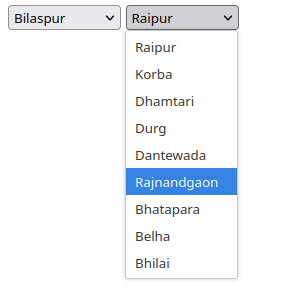 Bilaspur Raipur
Raipur
Korba
Dhamtari
Durg
Dantewada
Rajnandgaon
Bhatapara
Belha
Bhilai